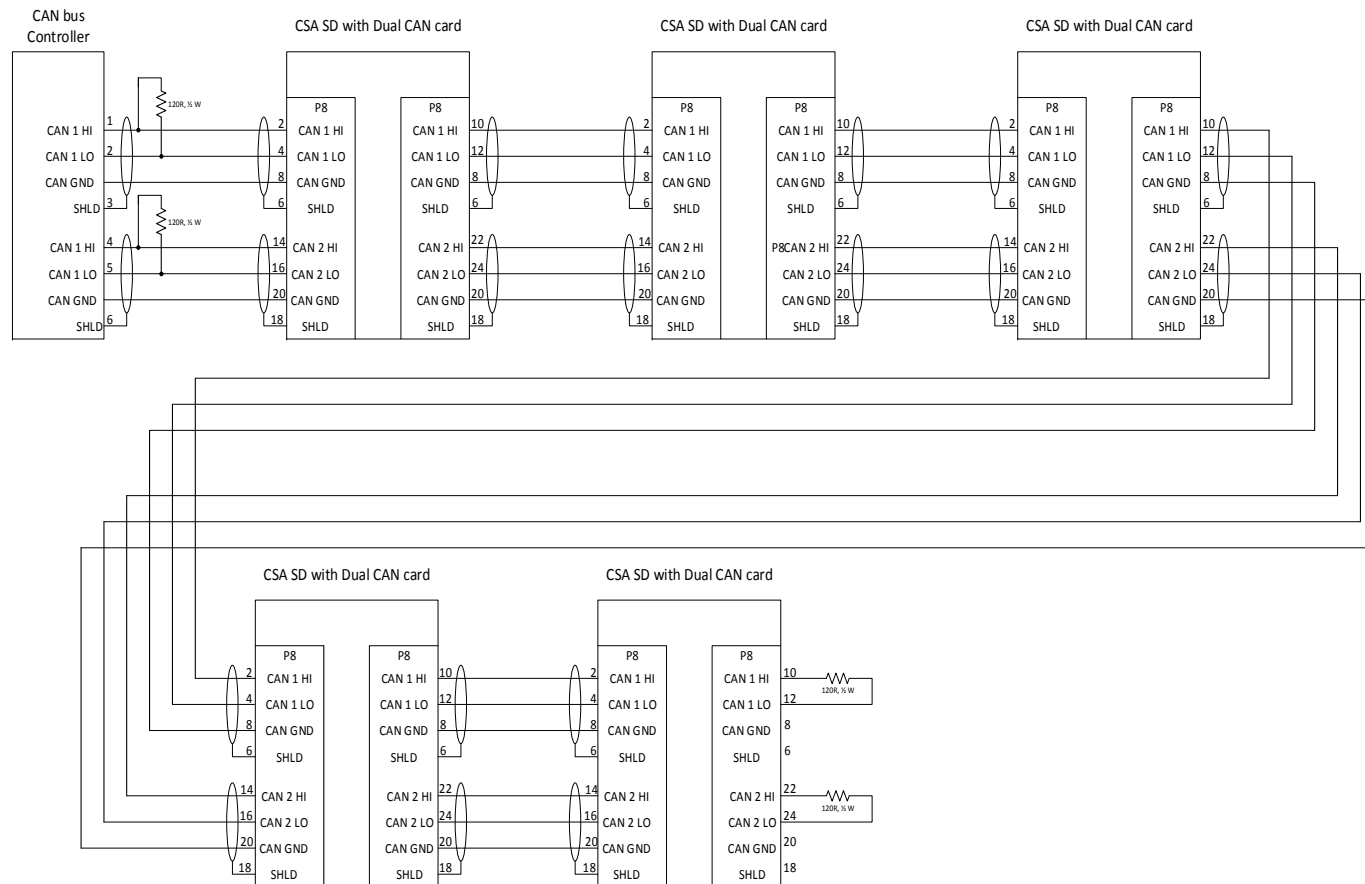 CAN bus
Controller
CSA SD with Dual CAN card
CSA SD with Dual CAN card
CSA SD with Dual CAN card
120R, ½ W
P8 P8 P8 P8 P8 P8
CAN 1 HI 1 2 CAN 1 HI CAN 1 HI 10 2 CAN 1 HI CAN 1 HI 10 2 CAN 1 HI CAN 1 HI 10
CAN 1 LO 2 4 CAN 1 LO CAN 1 LO 12 4 CAN 1 LO CAN 1 LO 12 4 CAN 1 LO CAN 1 LO 12
CAN GND 8 CAN GND CAN GND 8 8 CAN GND CAN GND 8 8 CAN GND CAN GND 8
SHLD 3 6 SHLD SHLD 6 6 SHLD SHLD 6 6 SHLD SHLD 6
120R, ½ W
CAN 1 HI 4 14 CAN 2 HI CAN 2 HI 22 14 CAN 2 HI P8CAN 2 HI 22 14 CAN 2 HI CAN 2 HI 22
CAN 1 LO 5 16 CAN 2 LO CAN 2 LO 24 16 CAN 2 LO CAN 2 LO 24 16 CAN 2 LO CAN 2 LO 24
CAN GND 20 CAN GND CAN GND 20 20 CAN GND CAN GND 20 20 CAN GND CAN GND 20
SHLD 6 18 SHLD SHLD 18 18 SHLD SHLD 18 18 SHLD SHLD 18
CSA SD with Dual CAN card
CSA SD with Dual CAN card
P8 P8 P8 P8
2 CAN 1 HI CAN 1 HI 10 2 CAN 1 HI CAN 1 HI 10
120R, ½ W
4 CAN 1 LO CAN 1 LO 12 4 CAN 1 LO CAN 1 LO 12
8 CAN GND CAN GND 8 8 CAN GND CAN GND 8
6 SHLD SHLD 6 6 SHLD SHLD 6
14 CAN 2 HI CAN 2 HI 22 14 CAN 2 HI CAN 2 HI 22
120R, ½ W
16 CAN 2 LO CAN 2 LO 24 16 CAN 2 LO CAN 2 LO 24
20 CAN GND CAN GND 20 20 CAN GND CAN GND 20
18 SHLD SHLD 18 18 SHLD SHLD 18